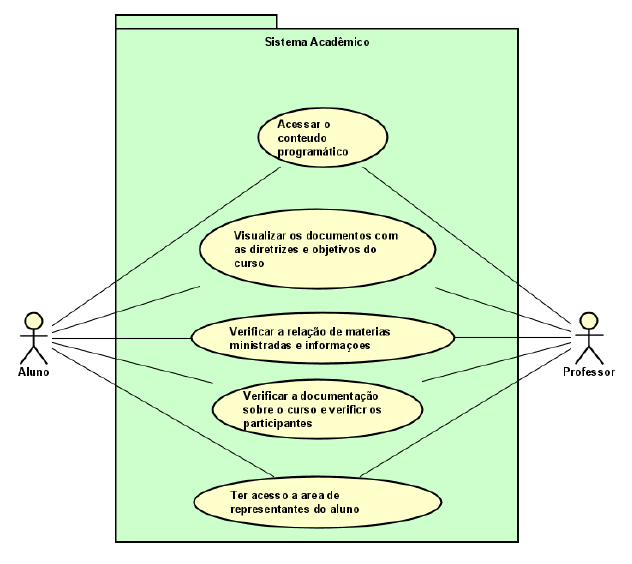 Sistema Acadêmico
Acessar o
conteudo
programático
Visualizar os documentos com
as diretrizes e objetivos do
curso
Verificar a relação de materias
ministradas e informaçoes
Aluno
Professor
Verificar a documentação
sobre o curso e verificr os
participantes
Ter acesso a area de
representantes do aluno